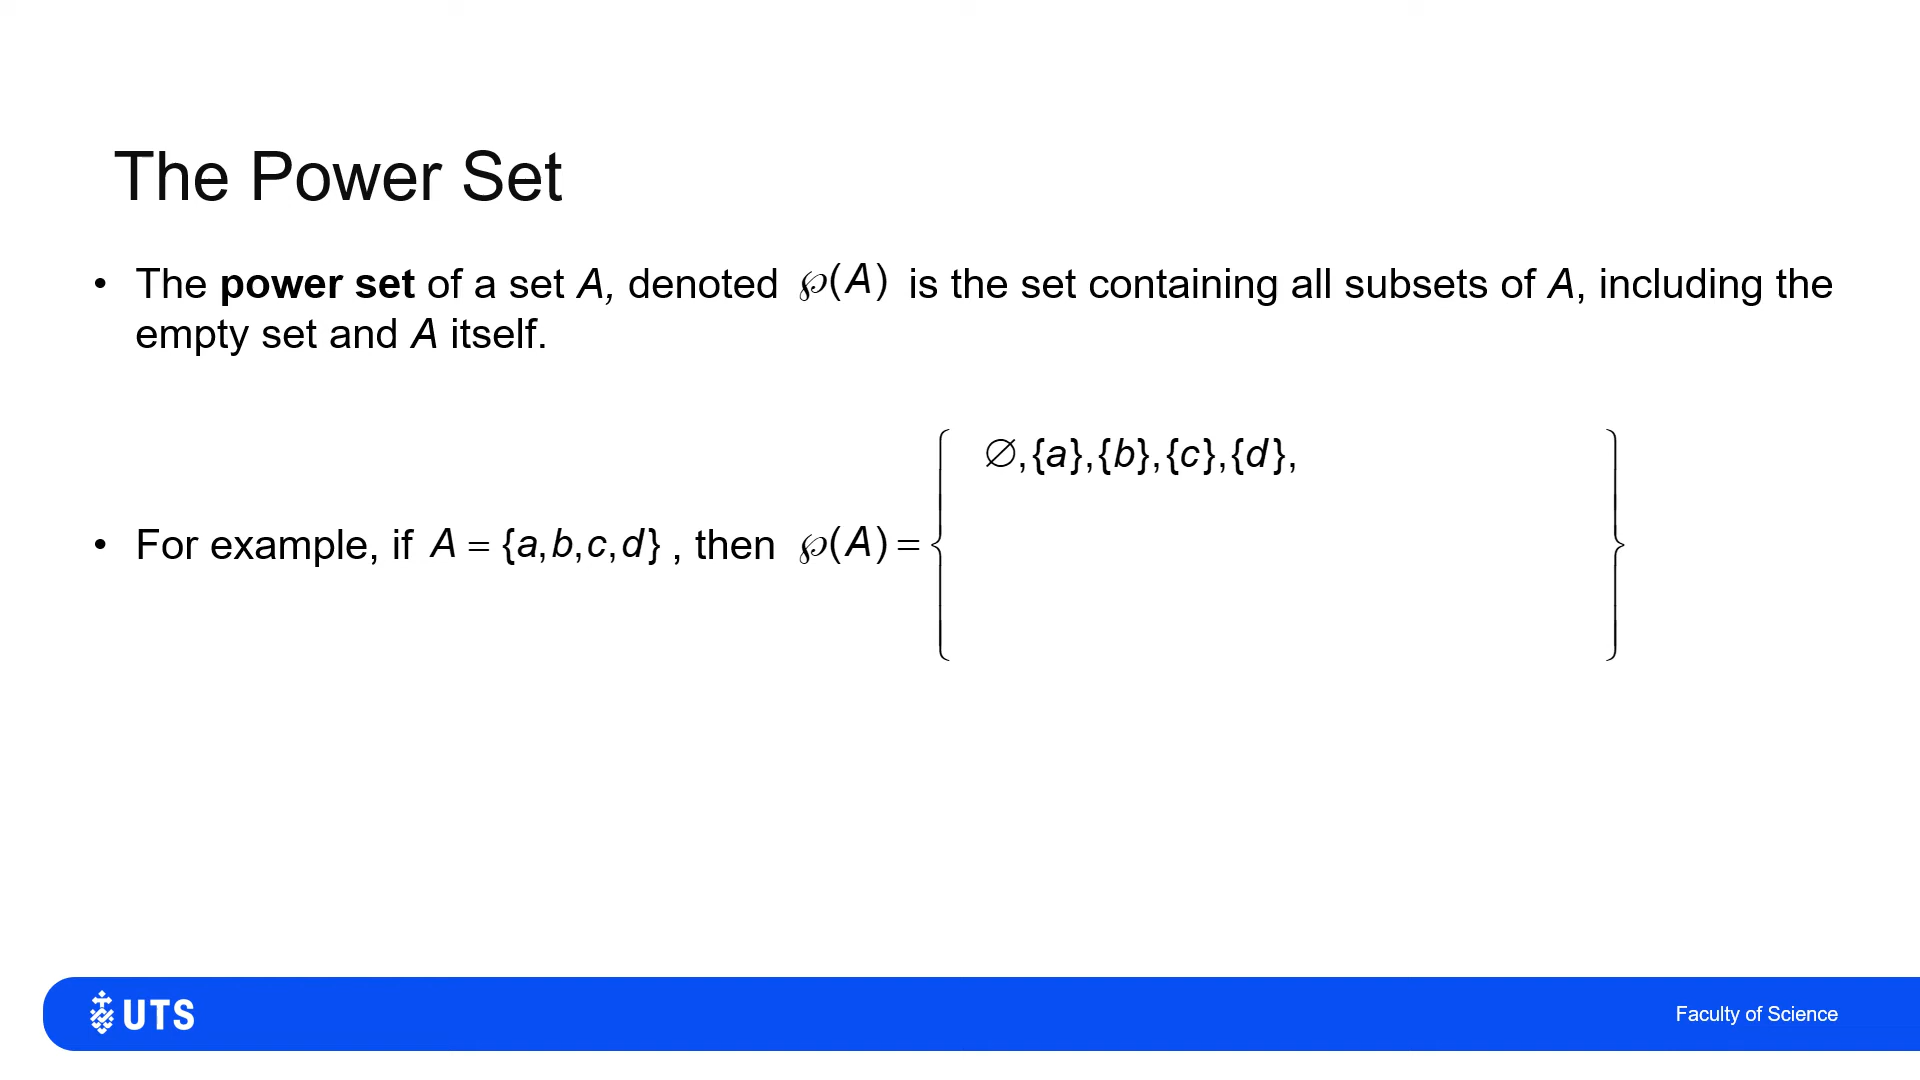 The Power Set
• The power set of a set A, denoted ℘(A) is the set containing all subsets of A, including the
empty set and A itself.
∅,{a},{b},{c},{d},
• For example, if A = {a,b,c,d} , then ℘(A) = { }
UTS
Faculty of Science